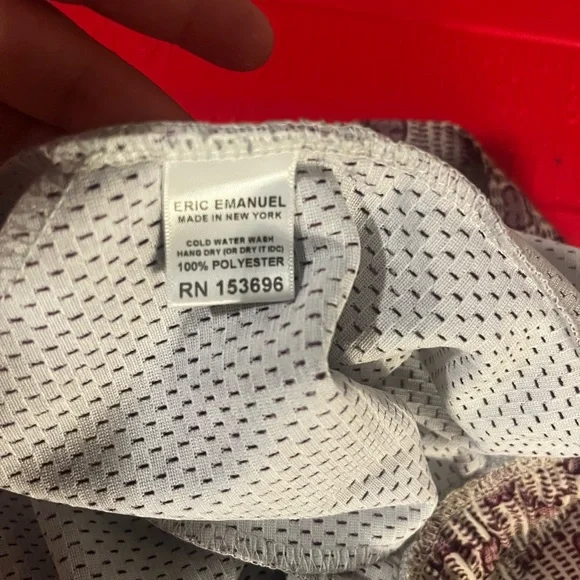 ERIC EMANUEL
MADE IN NEW YORK
COLD WATER WASH
HANG DRY (OR DRY IT IDC)
100% POLYESTER
RN 153696